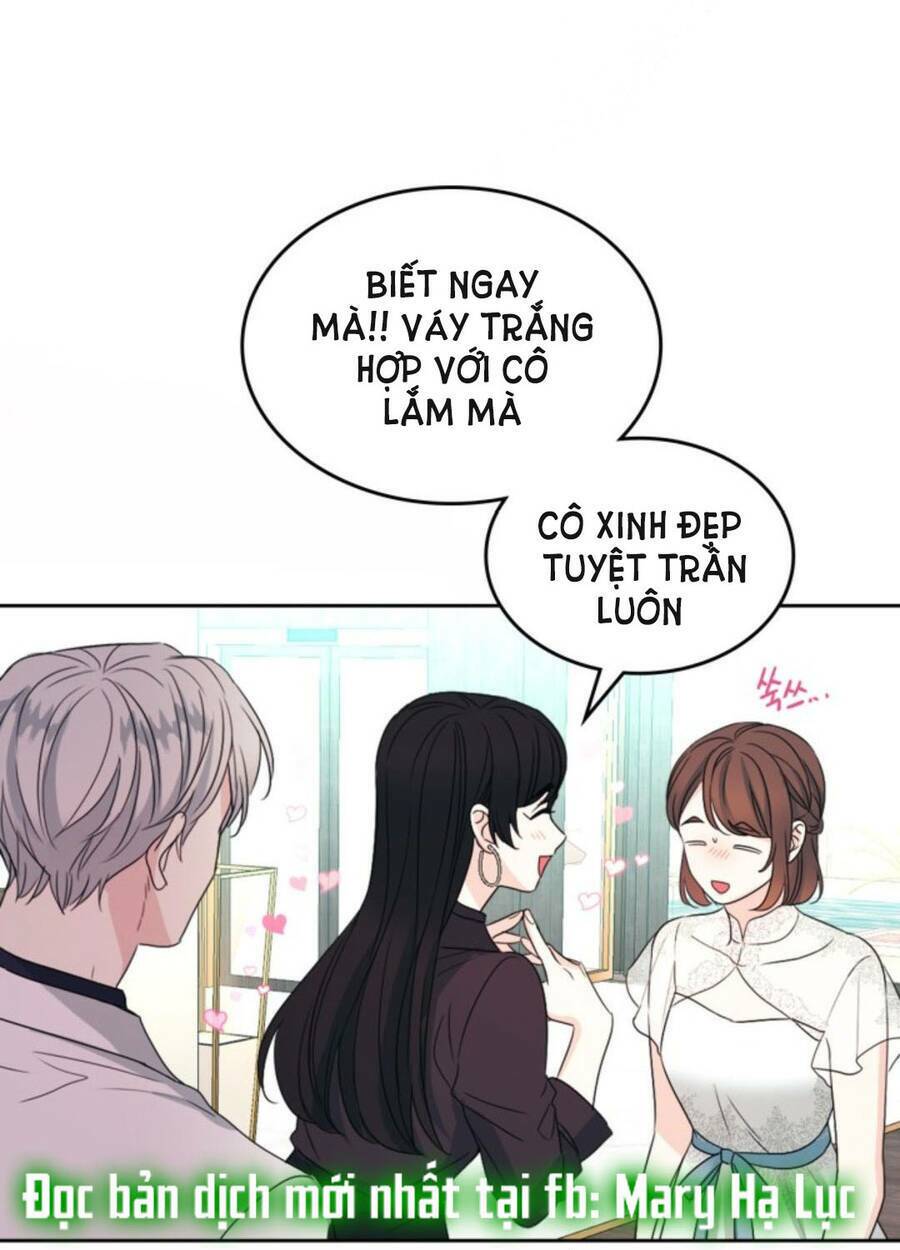 BIẾT NGAY
MÀ!! VÁY TRẮNG
HỢP VỚI CÔ
LẮM MÀ
CÔ XINH ĐẸP
TUYỆT TRẦN
LUÔN
쑥쓰...
Đọc bản dịch mới nhất tại fb: Mary Hạ Lục